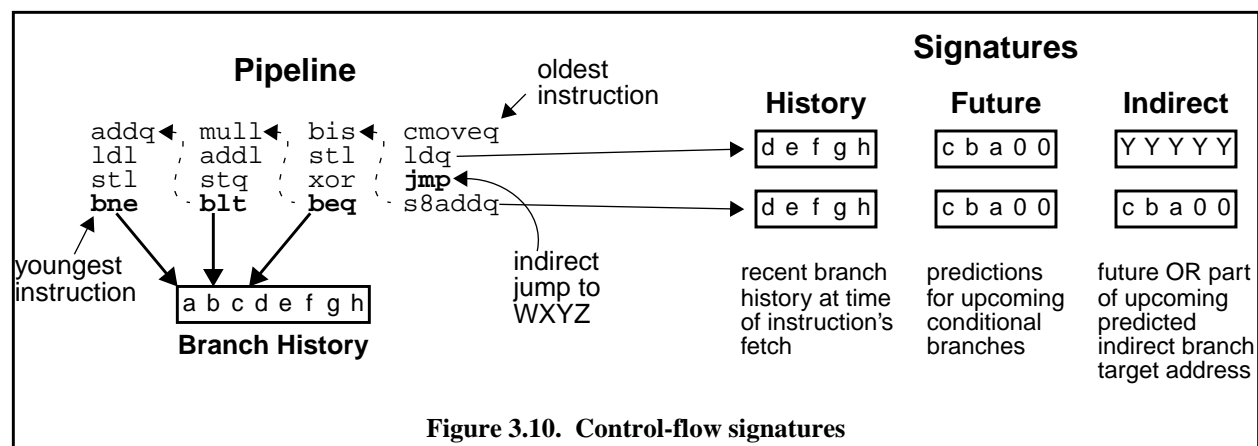 Signatures
Pipeline
oldest
instruction
History Future Indirect
addq mull bis cmoveq
ldl addl stl ldq
stl stq xor jmp
bne blt beq s8addq
d e f g h c b a 0 0 Y Y Y Y Y
d e f g h c b a 0 0 c b a 0 0
youngest
instruction
a b c d e f g h
Branch History
indirect
jump to
WXYZ
recent branch
history at time
of instruction's
fetch
predictions
for upcoming
conditional
branches
future OR part
of upcoming
predicted
indirect branch
target address
Figure 3.10. Control-flow signatures